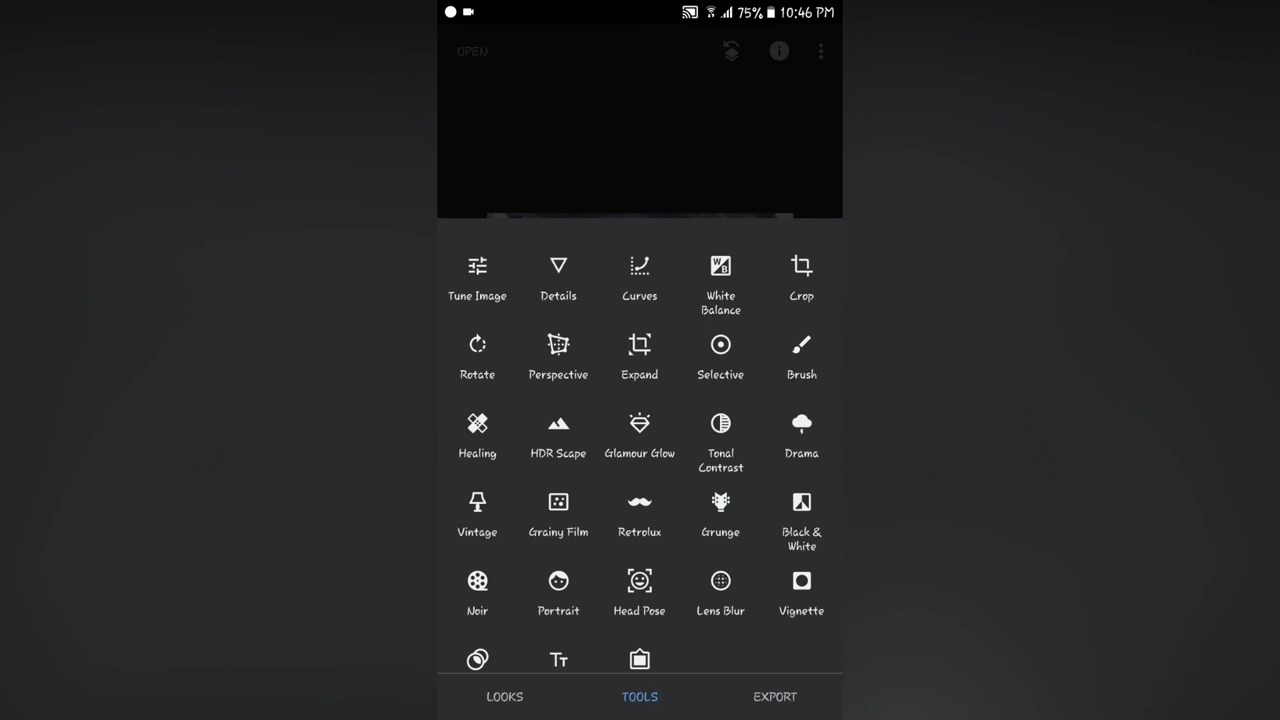 75% 10:46 PM
OPEN
Tune Image Details Curves White Balance Crop
Rotate Perspective Expand Selective Brush
Healing HDR Scape Glamour Glow Tonal Contrast Drama
Vintage Grainy Film Retrolux Grunge Black & White
Noir Portrait Head Pose Lens Blur Vignette
LOOKS TOOLS EXPORT